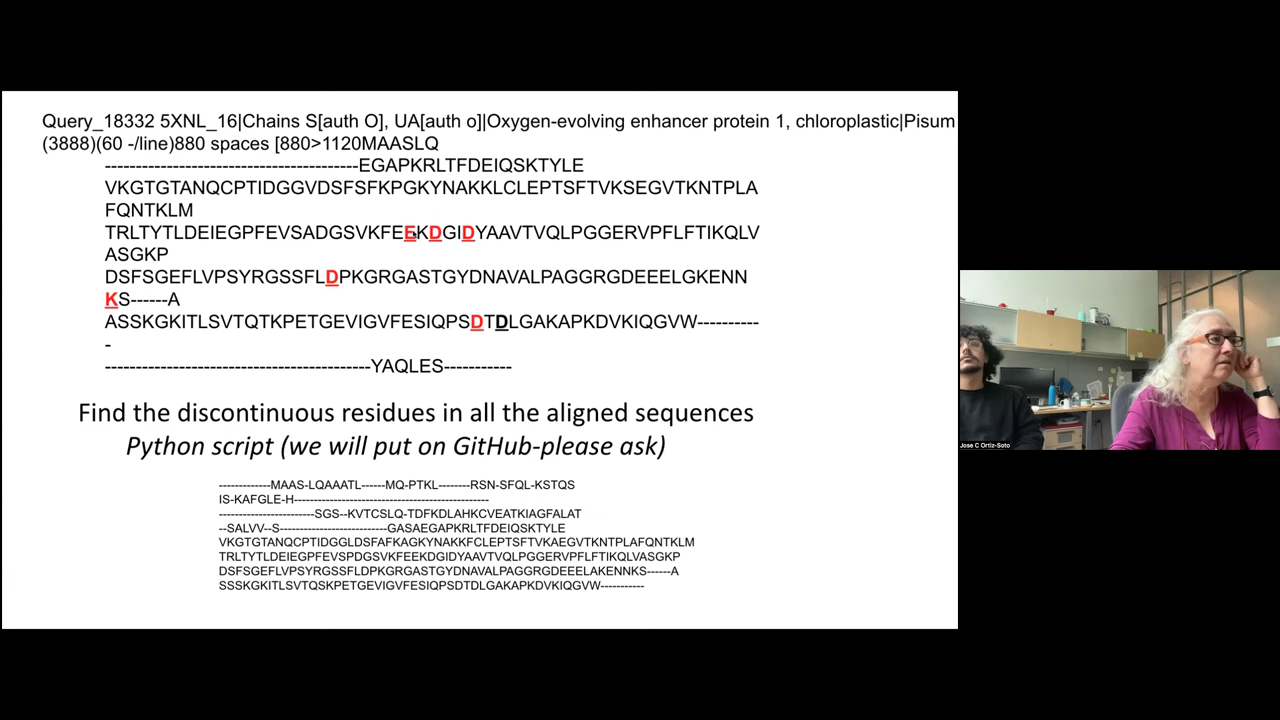 Query_18332 5XNL_16|Chains S[auth O], UA[auth o]|Oxygen-evolving enhancer protein 1, chloroplastic|Pisum
(3888)(60 -/line)880 spaces [880>1120MAASLQ
-----------------------------------------EGAPKRLTFDEIQSKTYLE
VKGTGTANQCPTIDGGVDSFSFKPGKYNAKKLCLEPTSFTVKSEGVTKNTPLA
FQNTKLM
TRLTYTLDEIEGPFEVSADGSVKFEEKDGIDYAAVTVQLPGGERVPFLFTIKQLV
ASGKP
DSFSGEFLVPSYRGSSFLDPKGRGASTGYDNAVALPAGGRGDEEELGKENN
KS------A
ASSKGKITLSVTQTKPETGEVIGVFESIQPSDTDLGAKAPKDVKIQGVW----------
-
-------------------------------------------YAQLES-----------
Find the discontinuous residues in all the aligned sequences
Python script (we will put on GitHub-please ask)
-------------MAAS-LQAAATL------MQ-PTKL--------RSN-SFQL-KSTQS
IS-KAFGLE-H-------------------------------------------------
------------------------SGS--KVTCSLQ-TDFKDLAHKCVEATKIAGFALAT
--SALVV--S---------------------------GASAEGAPKRLTFDEIQSKTYLE
VKGTGTANQCPTIDGGLDSFAFKAGKYNAKKFCLEPTSFTVKAEGVTKNTPLAFQNTKLM
TRLTYTLDEIEGPFEVSPDGSVKFEEKDGIDYAAVTVQLPGGERVPFLFTIKQLVASGKP
DSFSGEFLVPSYRGSSFLDPKGRGASTGYDNAVALPAGGRGDEEELAKENNKS------A
SSSKGKITLSVTQSKPETGEVIGVFESIQPSDTDLGAKAPKDVKIQGVW-----------
Jose C Ortiz-Soto